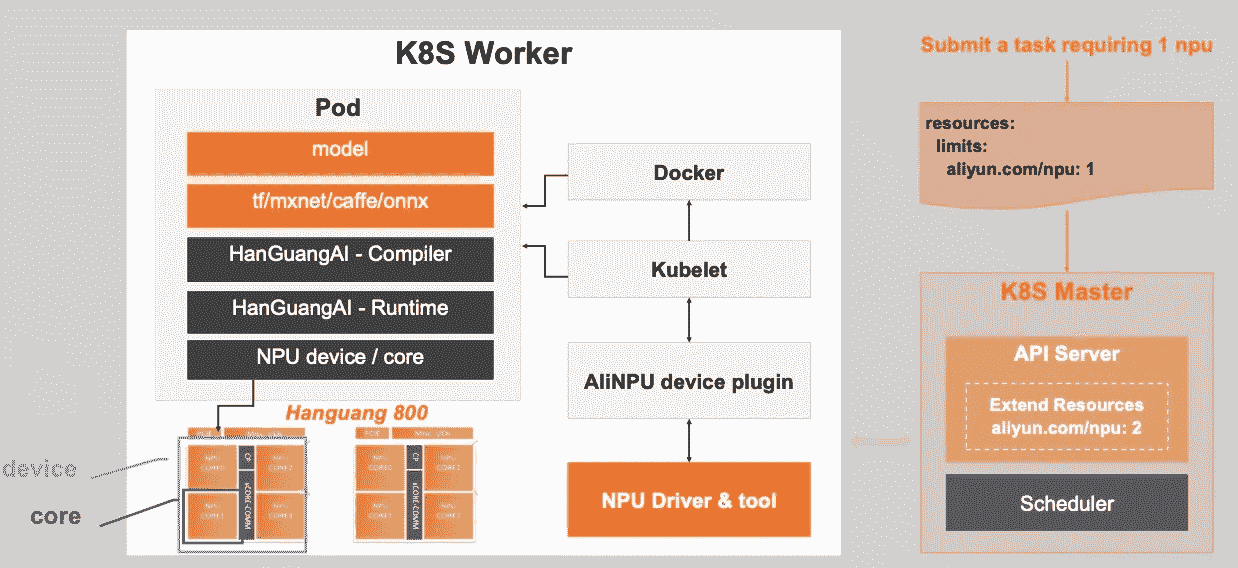 K8S Worker
Pod
model
tf/mxnet/caffe/onnx
HanGuangAI - Compiler
HanGuangAI - Runtime
NPU device / core
Hanguang 800
device
core
CP
CP
Docker
Kubelet
AliNPU device plugin
NPU Driver & tool
Submit a task requiring 1 npu
resources:
limits:
aliyun.com/npu: 1
K8S Master
API Server
Extend Resources
aliyun.com/npu: 2
Scheduler